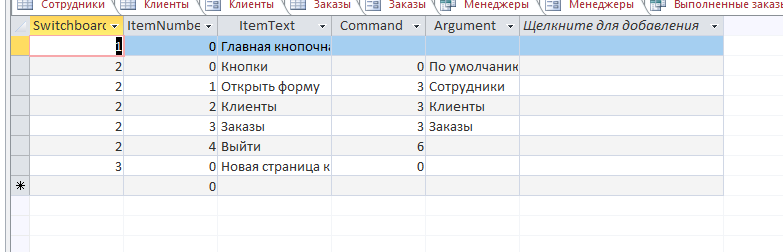 Сотрудники Клиенты Клиенты Заказы Заказы Менеджеры Менеджеры Выполненные заказы
Switchboard ItemNumbe ItemText Command Argument Щелкните для добавления
1 0 Главная кнопочна
2 0 Кнопки 0 По умолчанию
2 1 Открыть форму 3 Сотрудники
2 2 Клиенты 3 Клиенты
2 3 Заказы 3 Заказы
2 4 Выйти 6
3 0 Новая страница к 0
* 0